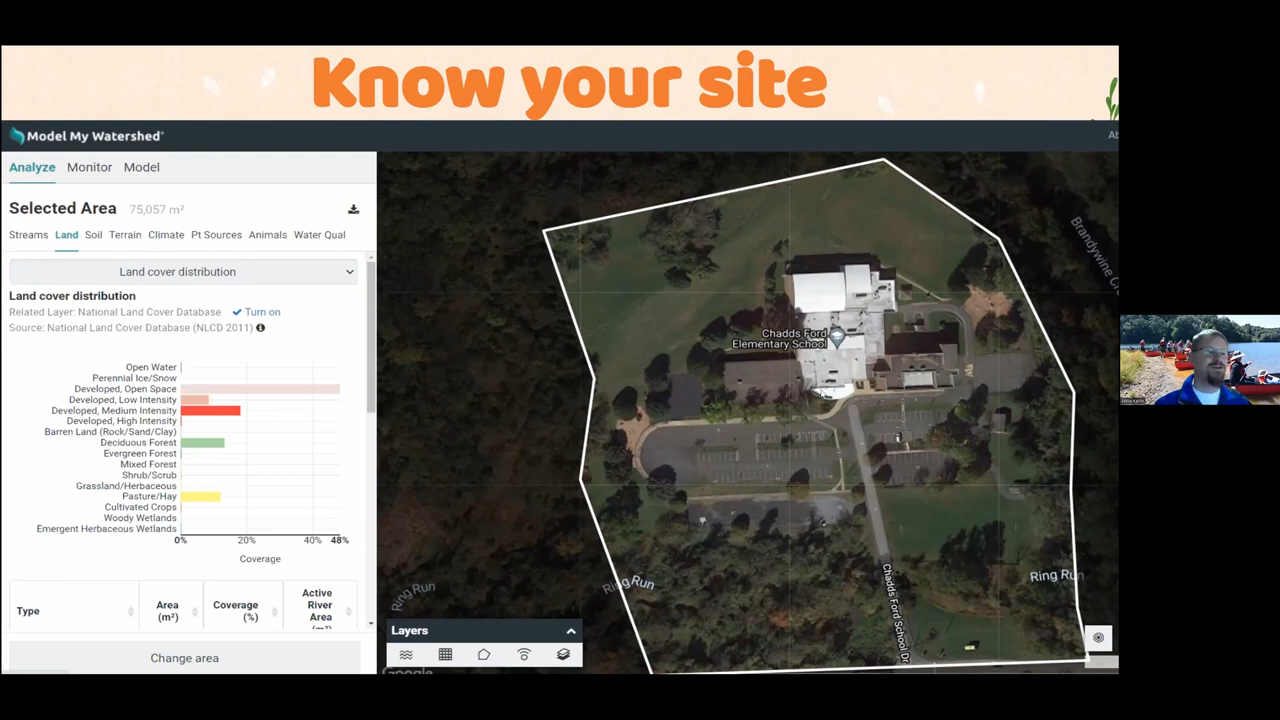 Know your site
Model My Watershed®
Ab
Analyze Monitor Model
Selected Area 75,057 m²
Streams Land Soil Terrain Climate Pt Sources Animals Water Qual
Land cover distribution
Land cover distribution
Related Layer: National Land Cover Database Turn on
Source: National Land Cover Database (NLCD 2011)
Open Water
Perennial Ice/Snow
Developed, Open Space
Developed, Low Intensity
Developed, Medium Intensity
Developed, High Intensity
Barren Land (Rock/Sand/Clay)
Deciduous Forest
Evergreen Forest
Mixed Forest
Shrub/Scrub
Grassland/Herbaceous
Pasture/Hay
Cultivated Crops
Woody Wetlands
Emergent Herbaceous Wetlands
0% 20% 40% 48%
Coverage
Type
Area
(m²)
Coverage
(%)
Active
River
Area
(m²)
Change area
Brandywine Cr
Chadds Ford
Elementary School
Ring Run
Ring Run
Ring Run
Chadds Ford School Dr
Layers
Google